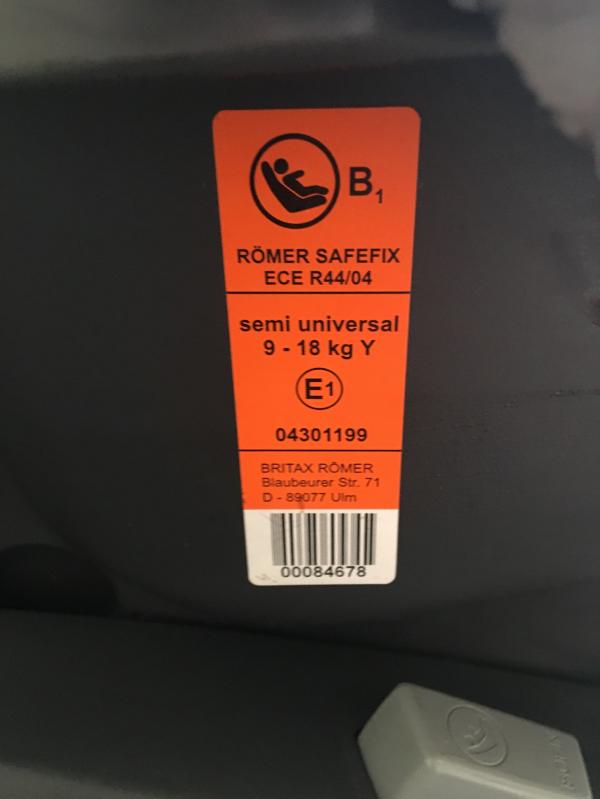 B1
RÖMER SAFEFIX
ECE R44/04
semi universal
9 - 18 kg Y
E1
04301199
BRITAX RÖMER
Blaubeurer Str. 71
D - 89077 Ulm
00084678